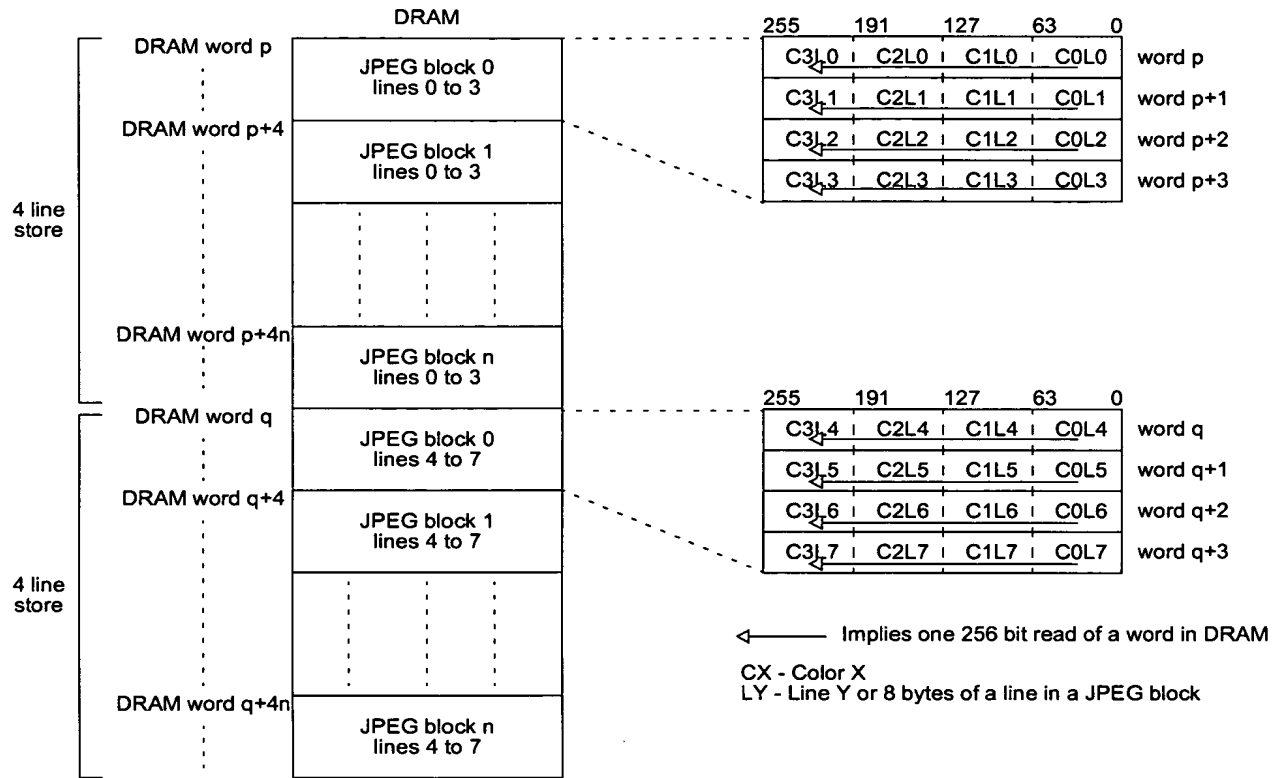 DRAM
DRAM word p
JPEG block 0
lines 0 to 3
DRAM word p+4
JPEG block 1
lines 0 to 3
4 line
store
DRAM word p+4n
JPEG block n
lines 0 to 3
DRAM word q
JPEG block 0
lines 4 to 7
DRAM word q+4
JPEG block 1
lines 4 to 7
4 line
store
DRAM word q+4n
JPEG block n
lines 4 to 7
255 191 127 63 0
C3L0 C2L0 C1L0 C0L0 word p
C3L1 C2L1 C1L1 C0L1 word p+1
C3L2 C2L2 C1L2 C0L2 word p+2
C3L3 C2L3 C1L3 C0L3 word p+3
255 191 127 63 0
C3L4 C2L4 C1L4 C0L4 word q
C3L5 C2L5 C1L5 C0L5 word q+1
C3L6 C2L6 C1L6 C0L6 word q+2
C3L7 C2L7 C1L7 C0L7 word q+3
Implies one 256 bit read of a word in DRAM
CX - Color X
LY - Line Y or 8 bytes of a line in a JPEG block